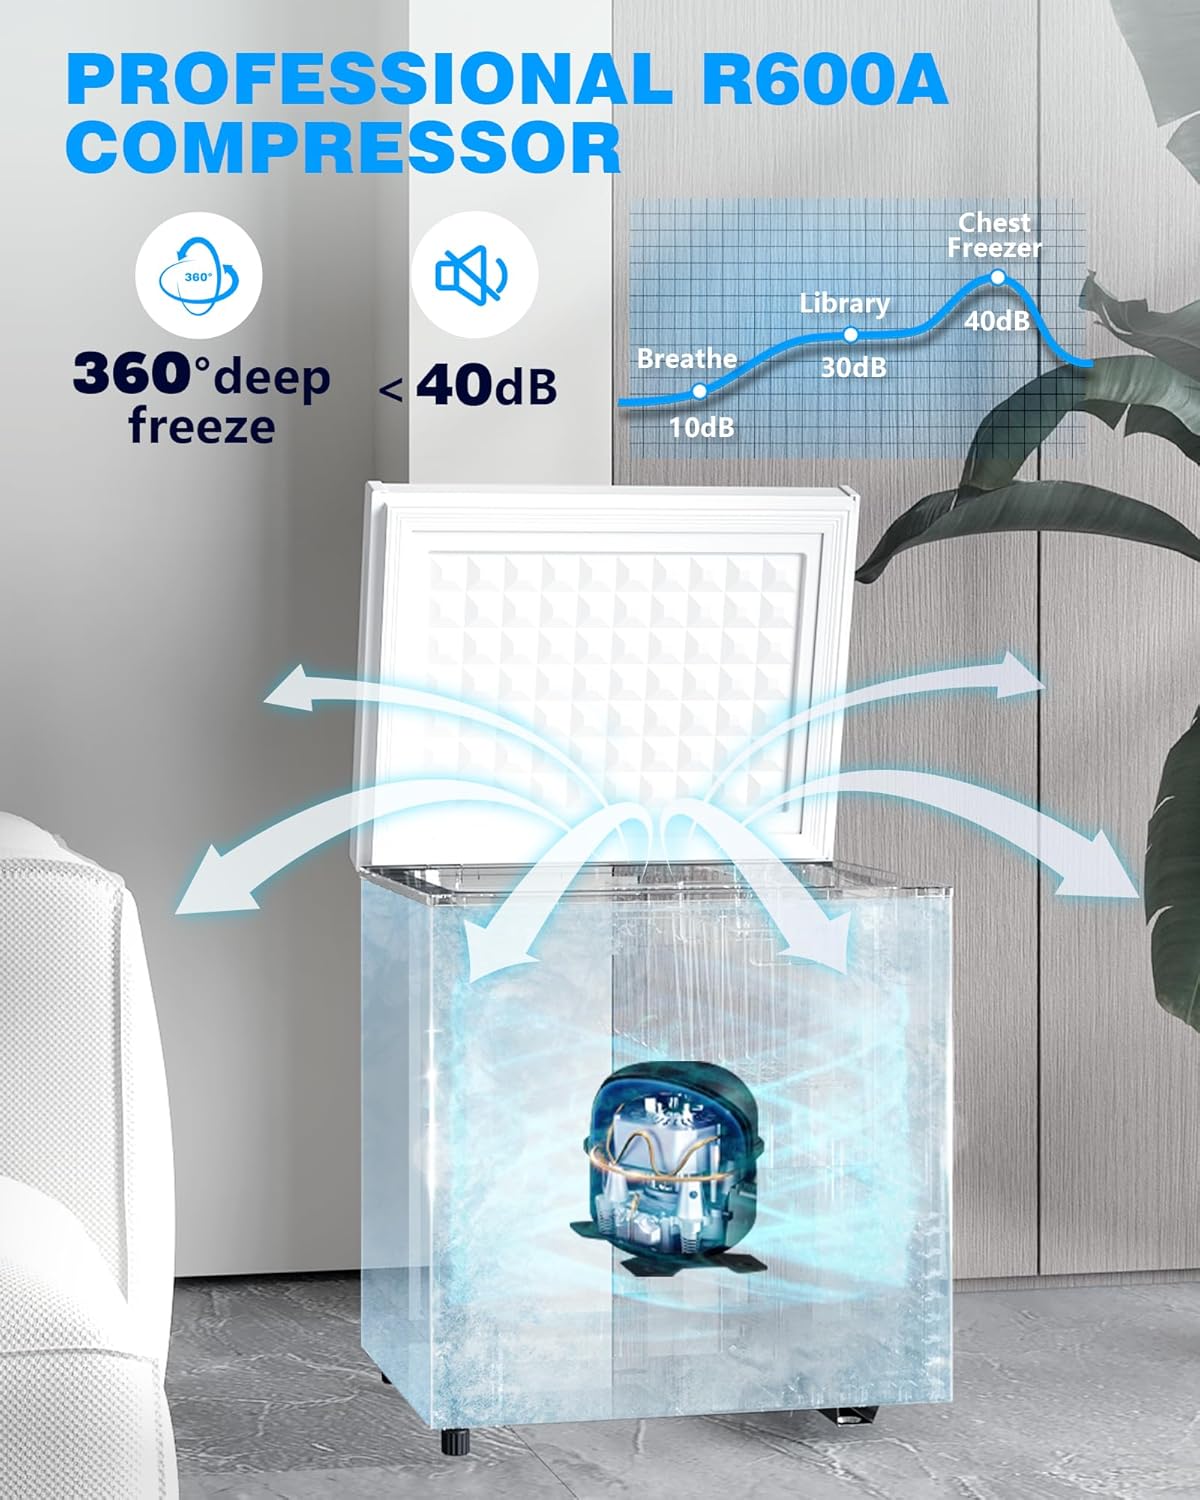 PROFESSIONAL R600A
COMPRESSOR
360°
360°deep
freeze
< 40dB
Chest
Freezer
40dB
Library
30dB
Breathe
10dB